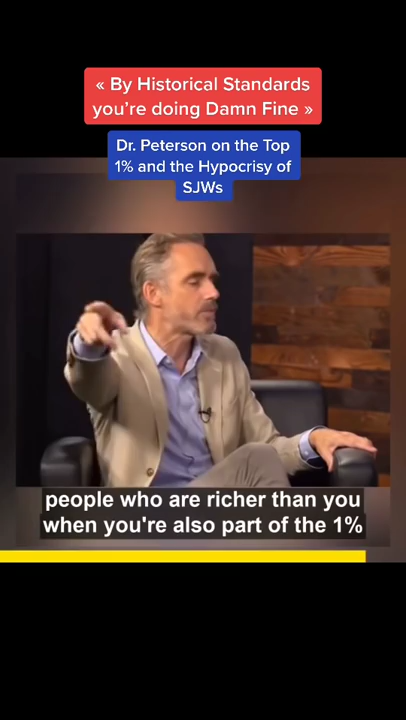 « By Historical Standards
you’re doing Damn Fine »
Dr. Peterson on the Top
1% and the Hypocrisy of
SJWs
people who are richer than you
when you're also part of the 1%